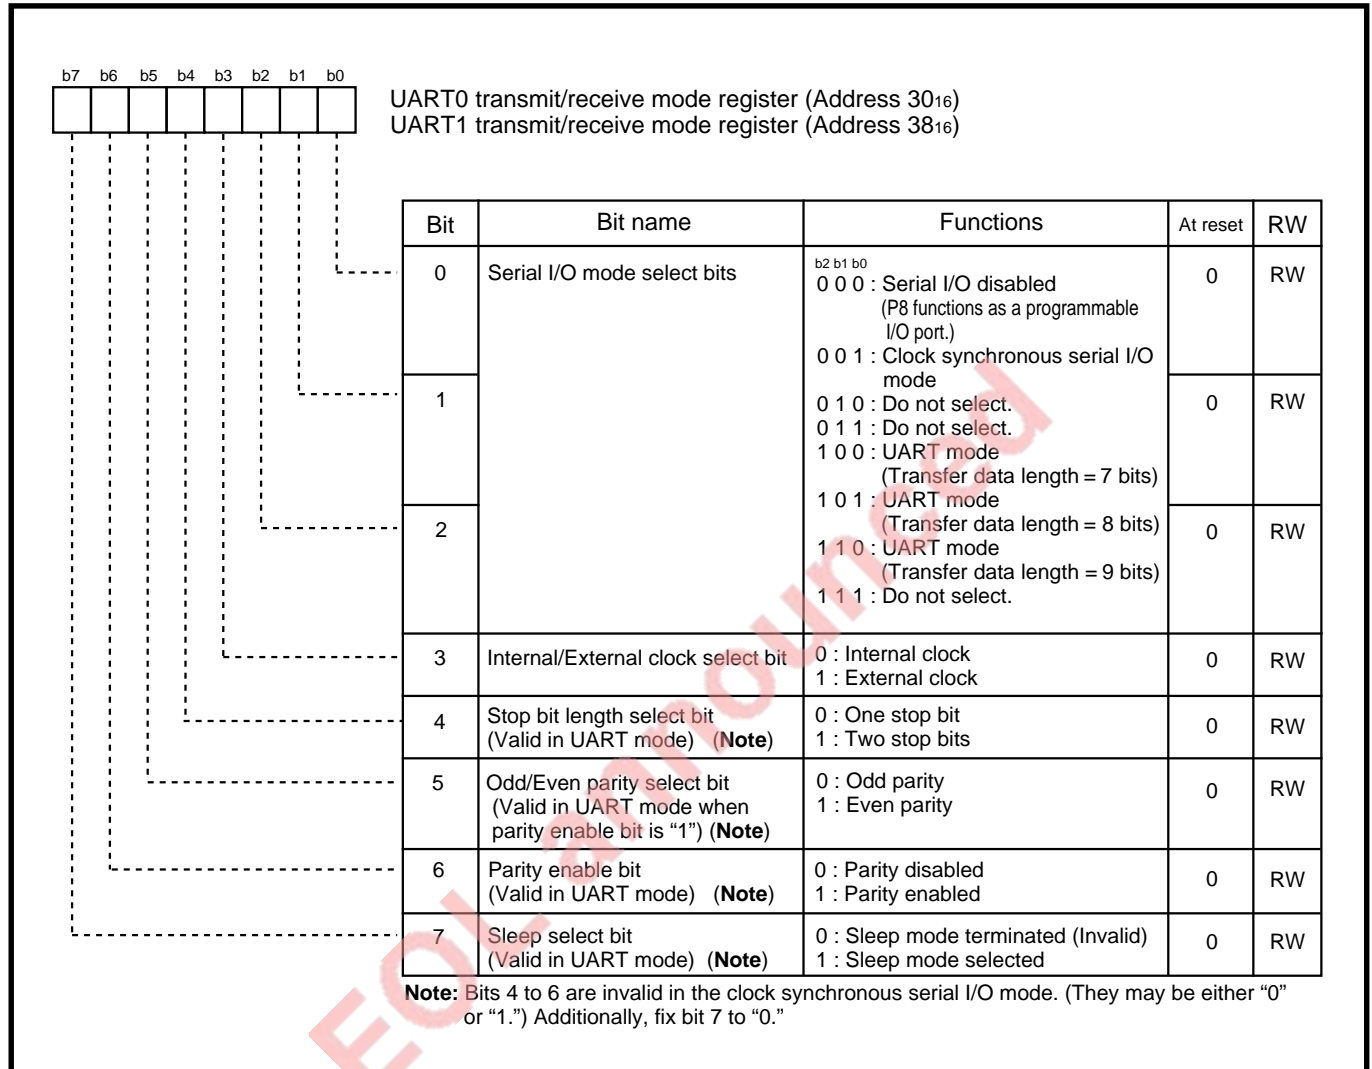 b7 b6 b5 b4 b3 b2 b1 b0
UART0 transmit/receive mode register (Address 3016)
UART1 transmit/receive mode register (Address 3816)
Bit Bit name Functions At reset RW
0 Serial I/O mode select bits
b2 b1 b0
0 0 0 : Serial I/O disabled
0 RW
(P8 functions as a programmable
I/O port.)
0 0 1 : Clock synchronous serial I/O
mode
1 0 RW
0 1 0 : Do not select.
0 1 1 : Do not select.
1 0 0 : UART mode
(Transfer data length = 7 bits)
1 0 1 : UART mode
(Transfer data length = 8 bits)
2 0 RW
1 1 0 : UART mode
(Transfer data length = 9 bits)
1 1 1 : Do not select.
3 Internal/External clock select bit 0 : Internal clock 0 RW
1 : External clock
4 Stop bit length select bit 0 : One stop bit 0 RW
(Valid in UART mode) (Note) 1 : Two stop bits
5 Odd/Even parity select bit 0 : Odd parity 0 RW
(Valid in UART mode when 1 : Even parity
parity enable bit is “1”) (Note)
6 Parity enable bit 0 : Parity disabled 0 RW
(Valid in UART mode) (Note) 1 : Parity enabled
7 Sleep select bit 0 : Sleep mode terminated (Invalid) 0 RW
(Valid in UART mode) (Note) 1 : Sleep mode selected
Note: Bits 4 to 6 are invalid in the clock synchronous serial I/O mode. (They may be either “0”
or “1.”) Additionally, fix bit 7 to “0.”
EOL announced